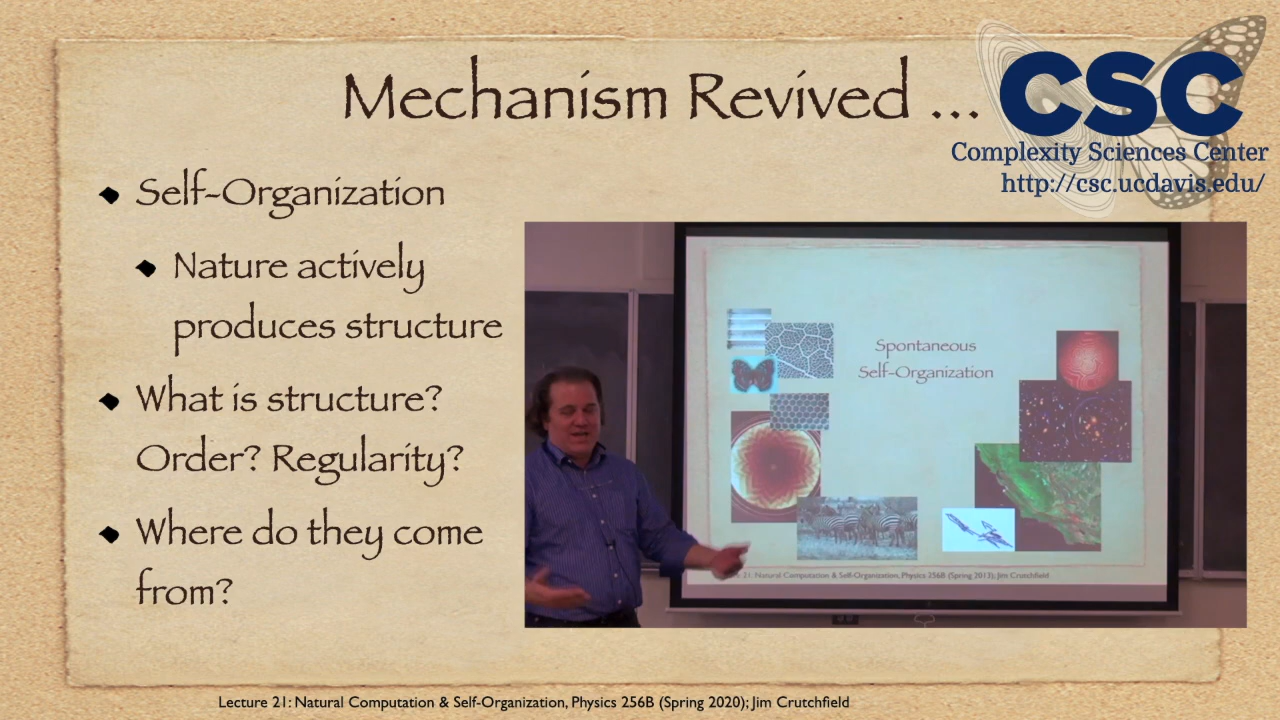 Mechanism Revived ...
CSC
Complexity Sciences Center
http://csc.ucdavis.edu/
Self-Organization
Nature actively
produces structure
What is structure?
Order? Regularity?
Where do they come
from?
Spontaneous
Self-Organization
21: Natural Computation & Self-Organization, Physics 256B (Spring 2013); Jim Crutchfield
Lecture 21: Natural Computation & Self-Organization, Physics 256B (Spring 2020); Jim Crutchfield